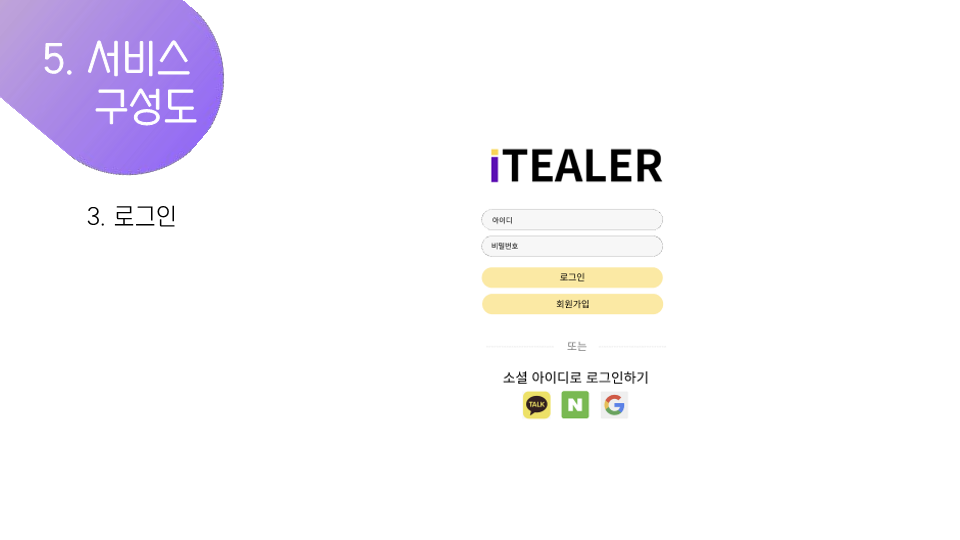 5. 서비스
구성도
3. 로그인
iTEALER
아이디
비밀번호
로그인
회원가입
또는
소셜 아이디로 로그인하기
TALK N G